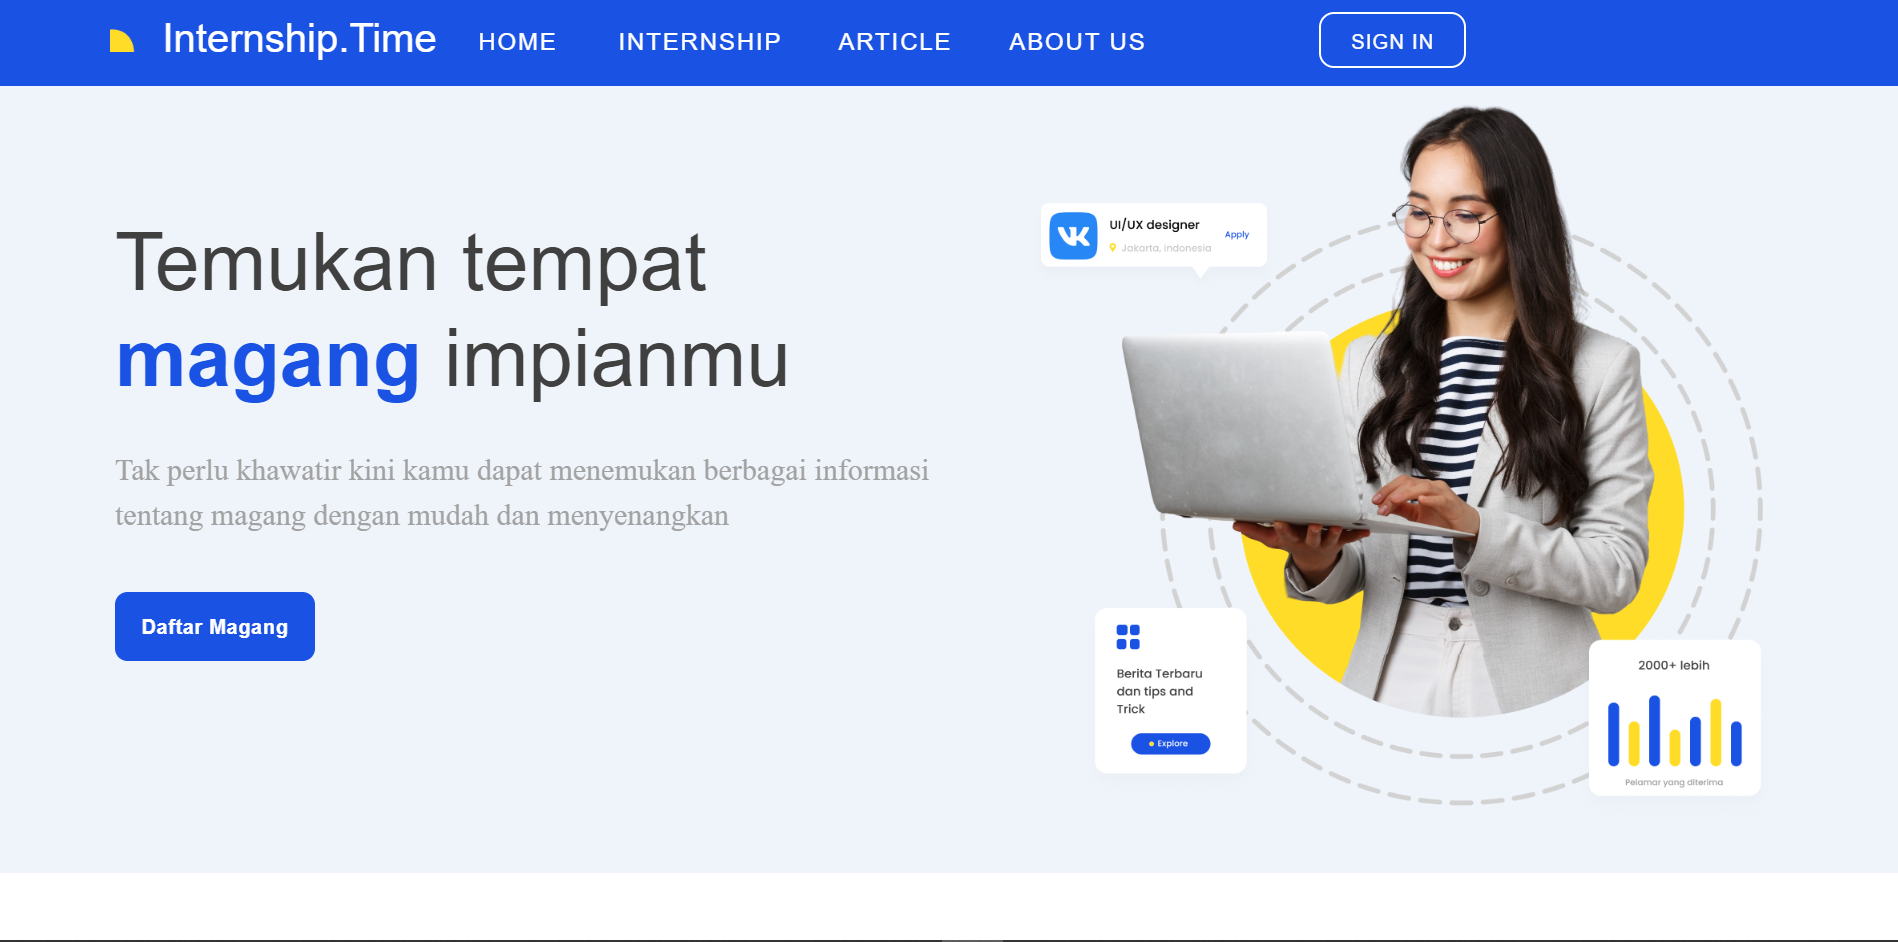 Internship.Time HOME INTERNSHIP ARTICLE ABOUT US SIGN IN
Temukan tempat
magang impianmu
Tak perlu khawatir kini kamu dapat menemukan berbagai informasi
tentang magang dengan mudah dan menyenangkan
Daftar Magang
UI/UX designer
Jakarta, indonesia
Apply
Berita Terbaru
dan tips and
Trick
Explore
2000+ lebih
Pelamar yang diterima